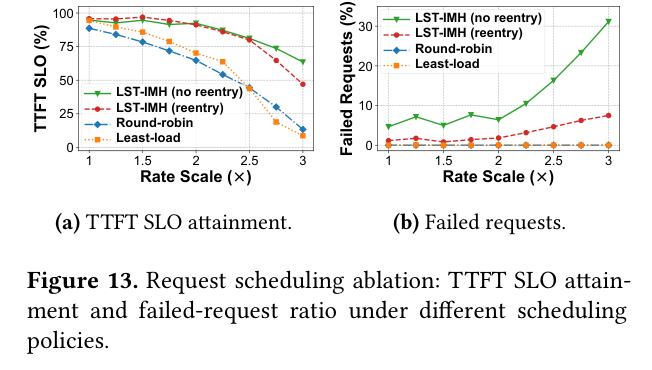 TTFT SLO (%)
100
75
50
25
0
LST-IMH (no reentry)
LST-IMH (reentry)
Round-robin
Least-load
1 1.5 2 2.5 3
Rate Scale (×)
(a) TTFT SLO attainment.
Failed Requests (%)
30
20
10
0
LST-IMH (no reentry)
LST-IMH (reentry)
Round-robin
Least-load
1 1.5 2 2.5 3
Rate Scale (×)
(b) Failed requests.
Figure 13. Request scheduling ablation: TTFT SLO attain-
ment and failed-request ratio under different scheduling
policies.